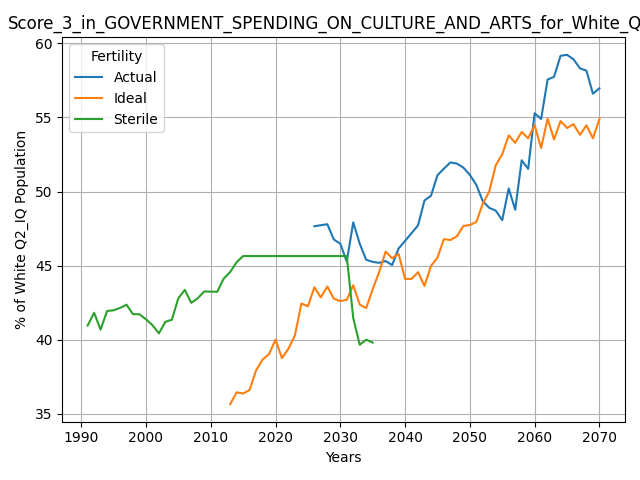 Score_3_in_GOVERNMENT_SPENDING_ON_CULTURE_AND_ARTS_for_White_Q
60
55
50
45
40
35
% of White Q2_IQ Population
Fertility
Actual
Ideal
Sterile
1990 2000 2010 2020 2030 2040 2050 2060 2070
Years